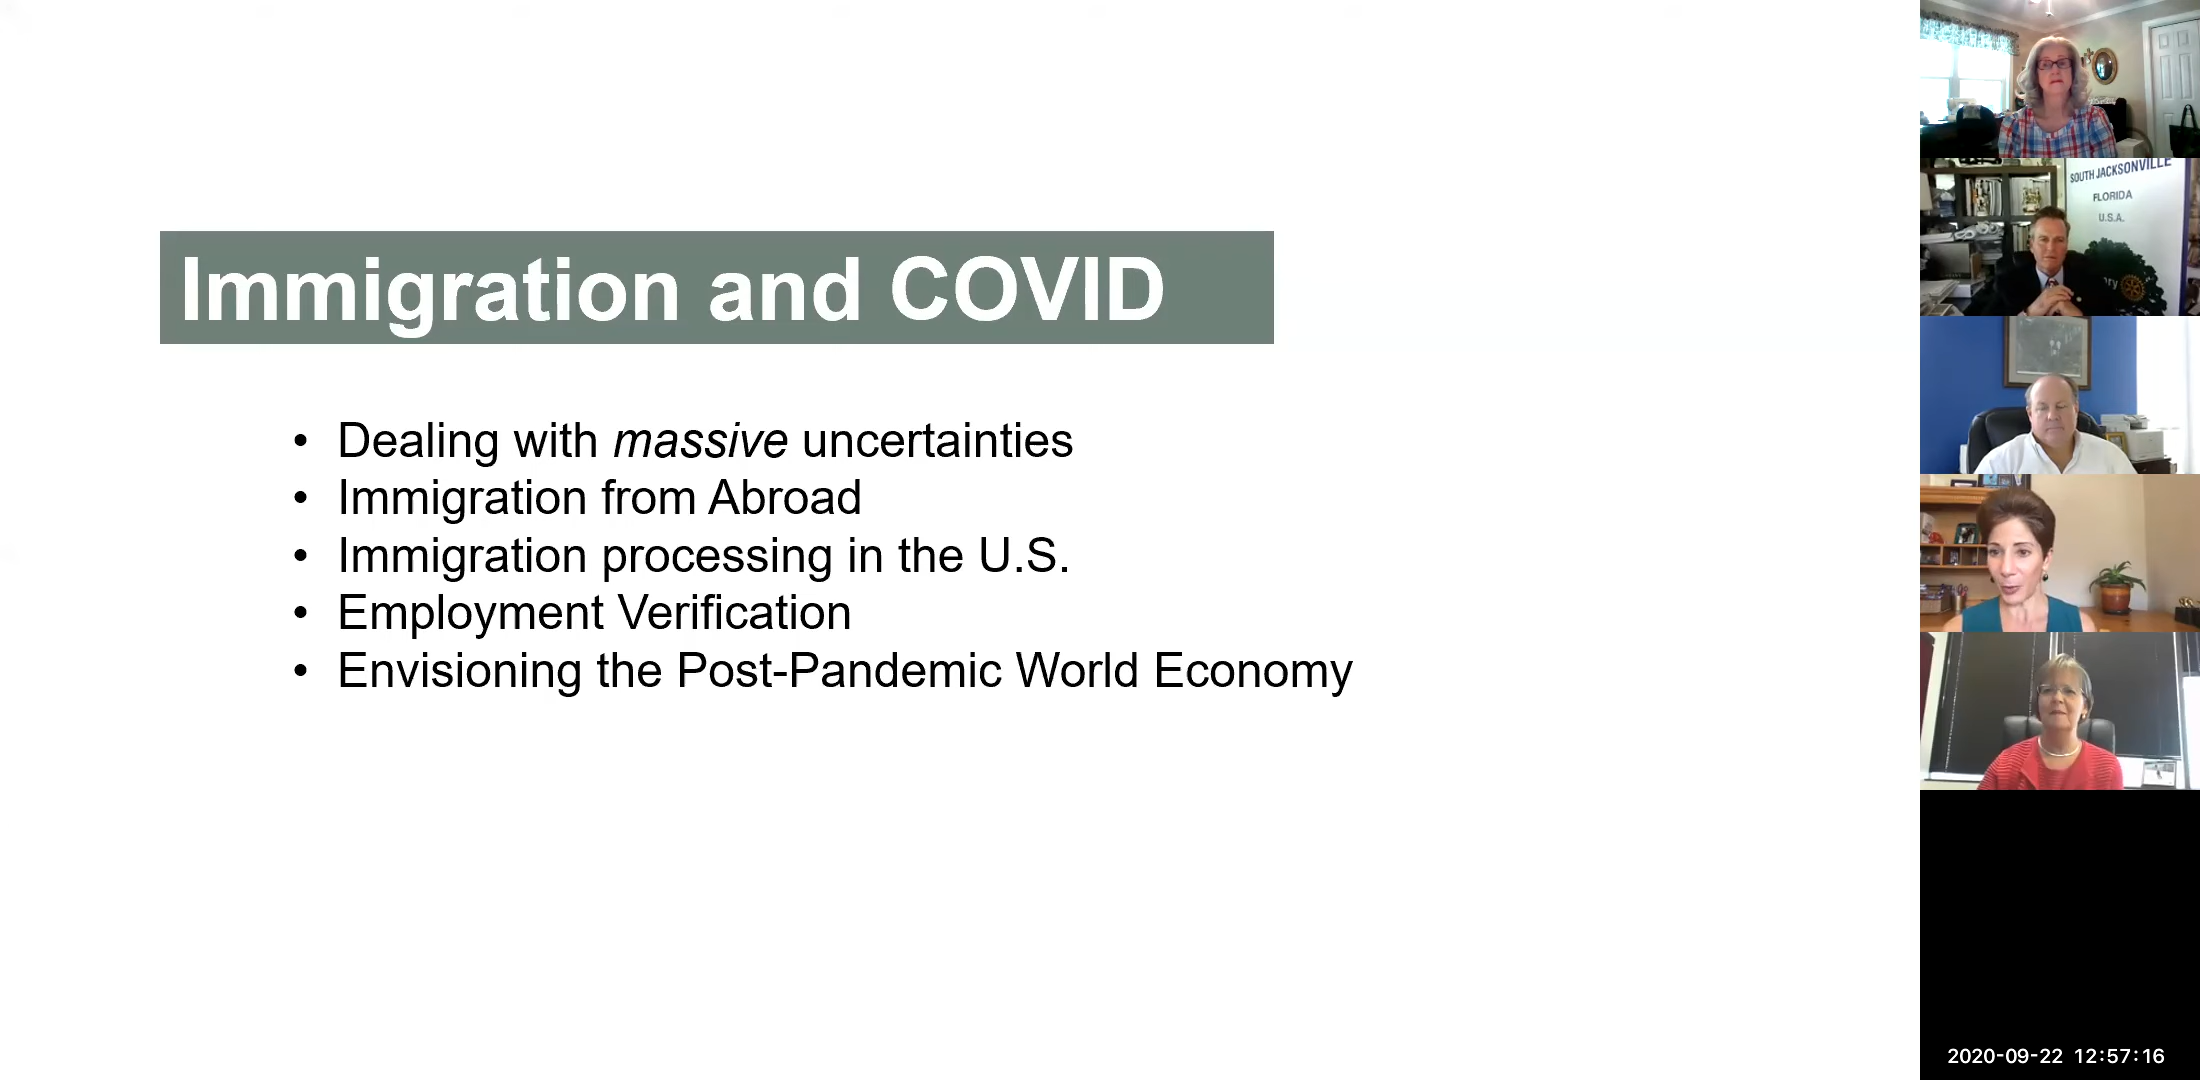 Immigration and COVID
• Dealing with massive uncertainties
• Immigration from Abroad
• Immigration processing in the U.S.
• Employment Verification
• Envisioning the Post-Pandemic World Economy
SOUTH JACKSONVILLE
FLORIDA
U.S.A.
ary
2020-09-22 12:57:16